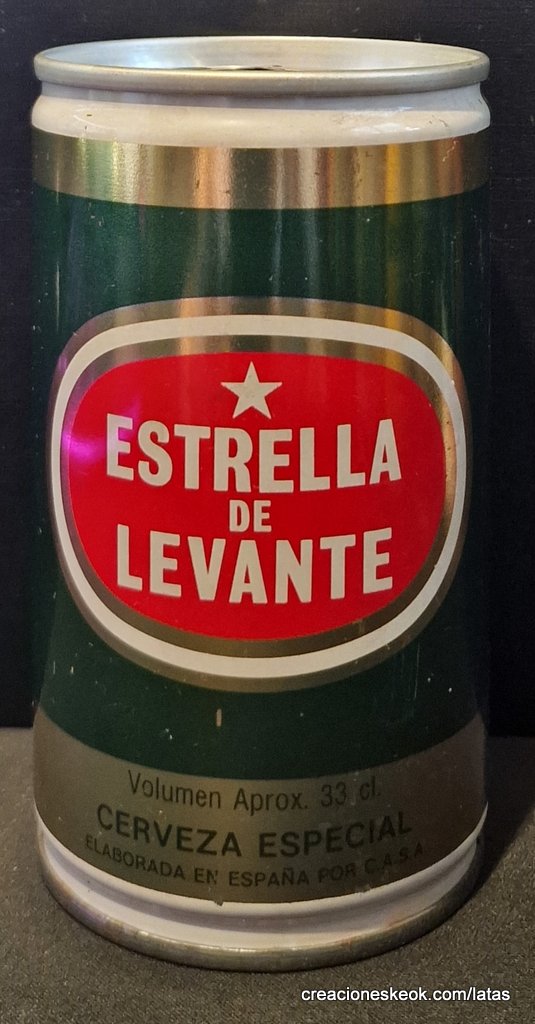 ESTRELLA
DE
LEVANTE
Volumen Aprox. 33 cl.
CERVEZA ESPECIAL
ELABORADA EN ESPAÑA POR C.A.S.A.
creacioneskeok.com/latas